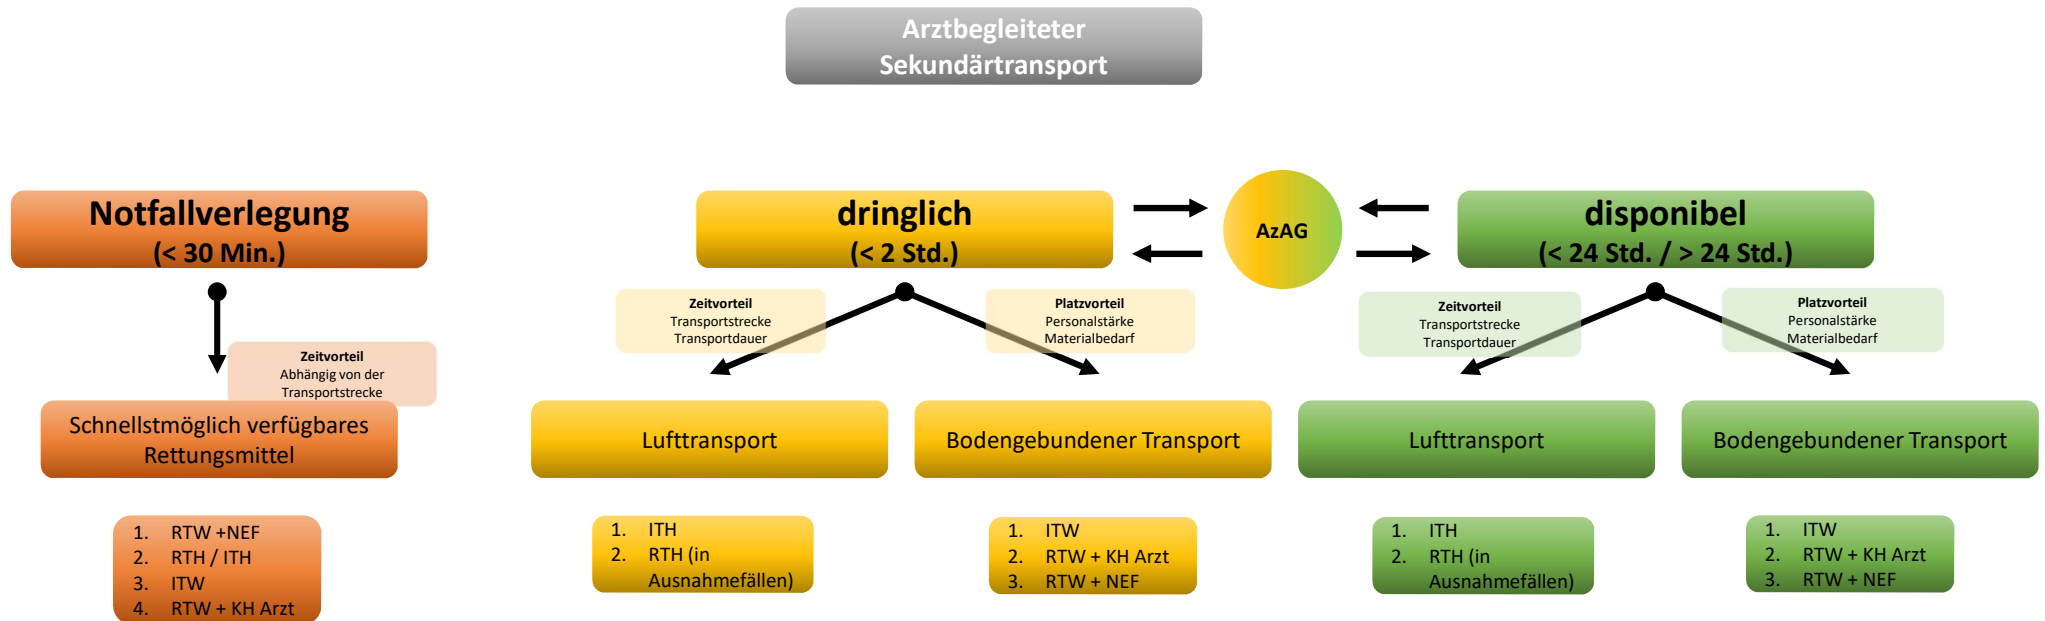 Arztbegleiteter
Sekundärtransport
Notfallverlegung
(< 30 Min.)
Zeitvorteil
Abhängig von der
Transportstrecke
Schnellstmöglich verfügbares
Rettungsmittel
1. RTW +NEF
2. RTH / ITH
3. ITW
4. RTW + KH Arzt
dringlich
(< 2 Std.)
AzAG
disponibel
(< 24 Std. / > 24 Std.)
Zeitvorteil
Transportstrecke
Transportdauer
Platzvorteil
Personalstärke
Materialbedarf
Zeitvorteil
Transportstrecke
Transportdauer
Platzvorteil
Personalstärke
Materialbedarf
Lufttransport
Bodengebundener Transport
Lufttransport
Bodengebundener Transport
1. ITH
2. RTH (in
Ausnahmefällen)
1. ITW
2. RTW + KH Arzt
3. RTW + NEF
1. ITH
2. RTH (in
Ausnahmefällen)
1. ITW
2. RTW + KH Arzt
3. RTW + NEF